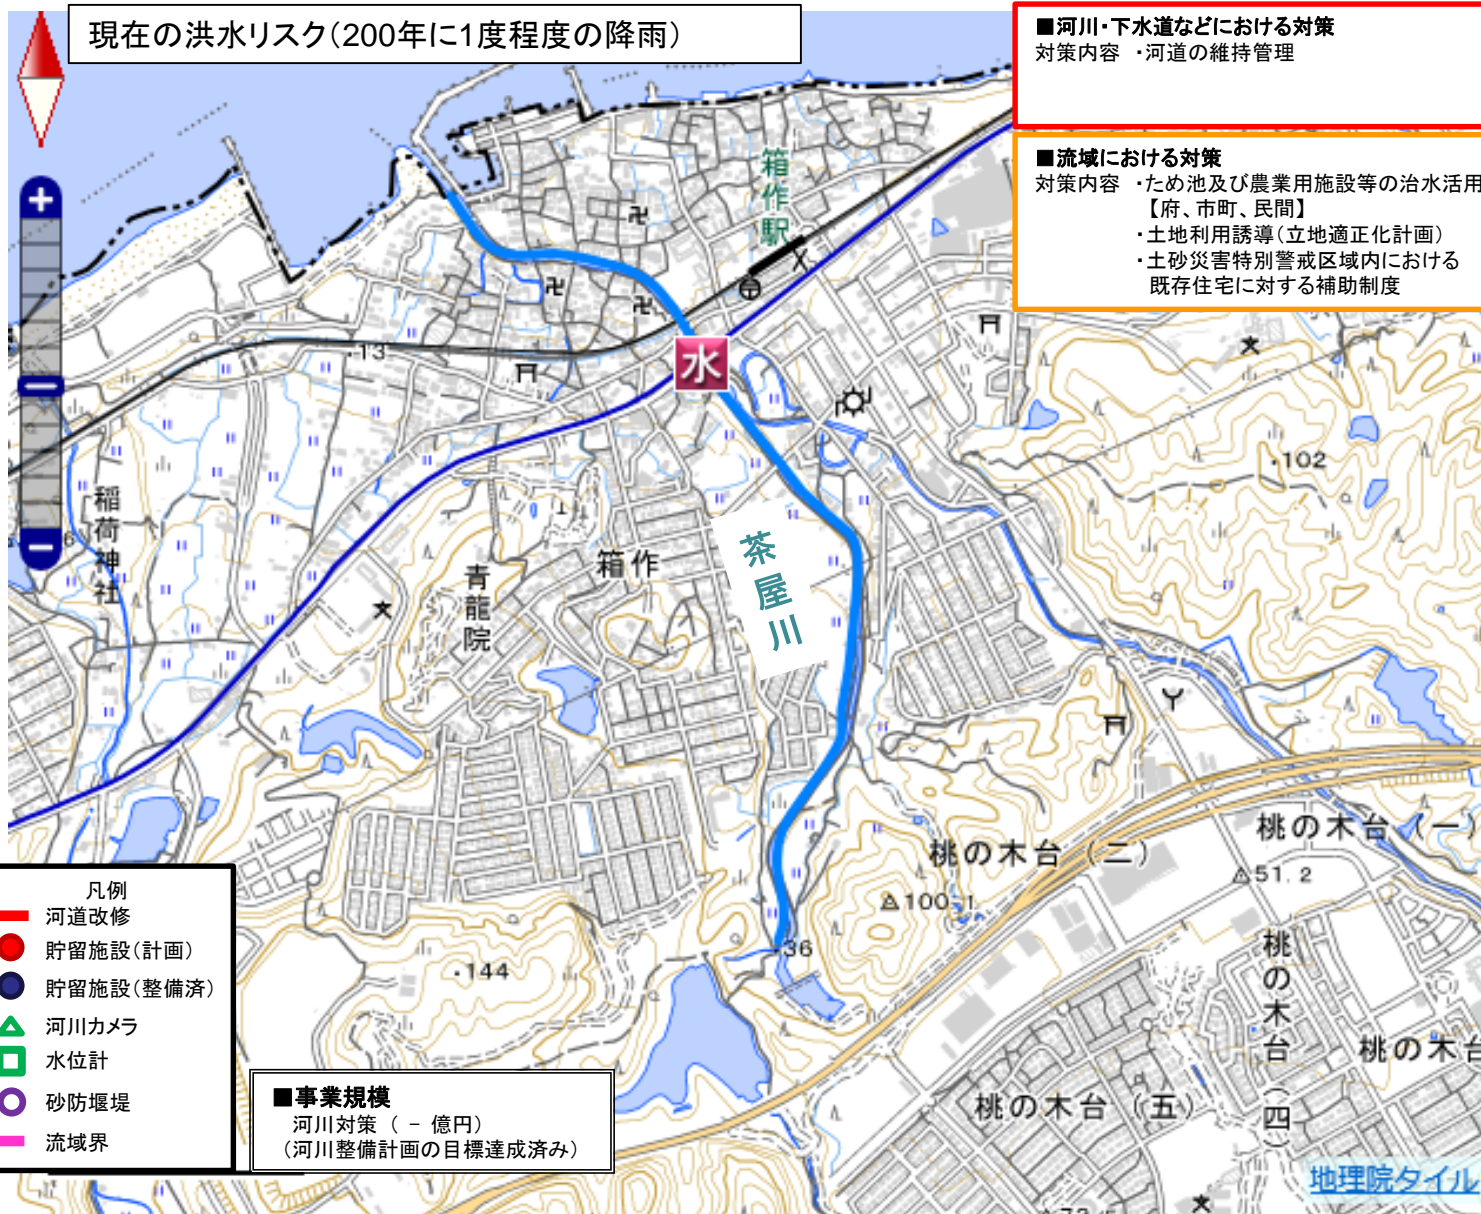 現在の洪水リスク(200年に1度程度の降雨)
■河川・下水道などにおける対策
対策内容 ・河道の維持管理
■流域における対策
対策内容 ・ため池及び農業用施設等の治水活用
【府、市町、民間】
・土地利用誘導(立地適正化計画)
・土砂災害特別警戒区域内における
既存住宅に対する補助制度
箱作駅
水
13
稲荷神社
6
青龍院
箱作
茶屋川
・102
桃の木台(二)
桃の木台(一)
△51.2
△100.1
・36
・144
桃の木台(四)
桃の木台
桃の木台(五)
凡例
河道改修
貯留施設(計画)
貯留施設(整備済)
河川カメラ
水位計
砂防堰堤
流域界
■事業規模
河川対策 ( - 億円)
(河川整備計画の目標達成済み)
地理院タイル